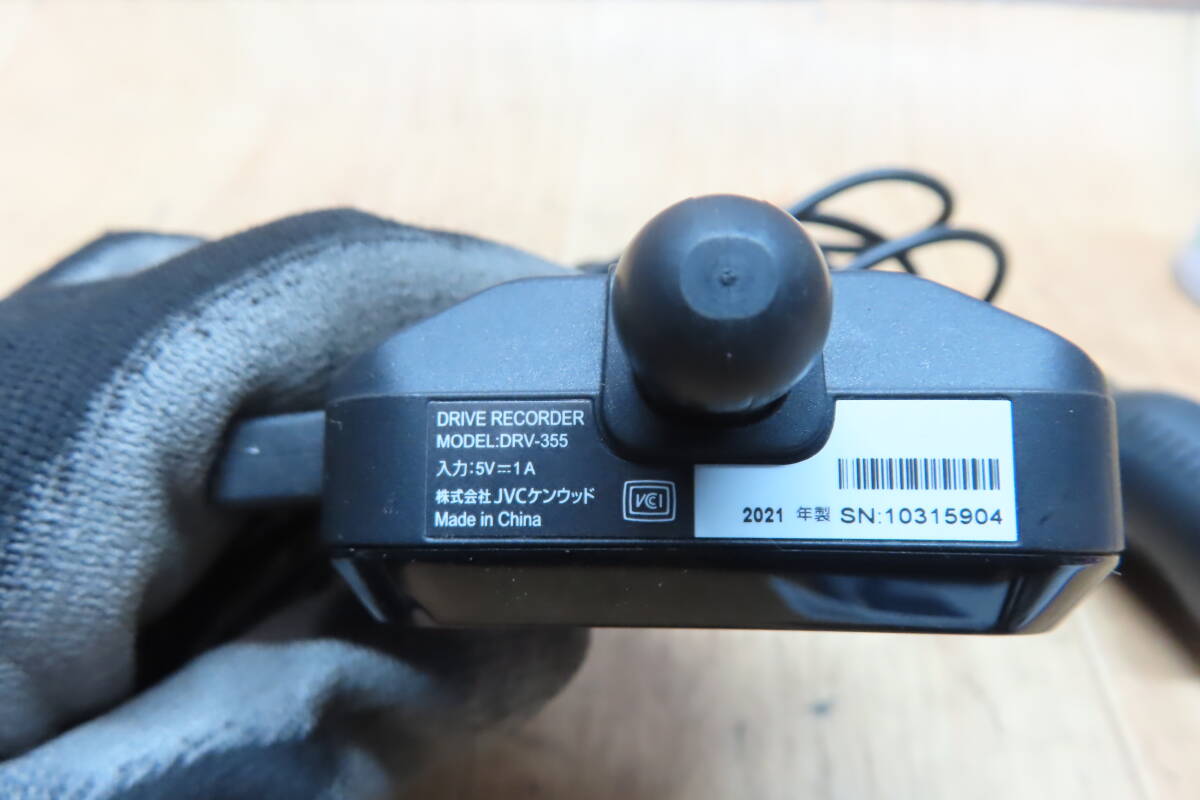 DRIVE RECORDER
MODEL:DRV-355
入力:5V⎓1A
株式会社JVCケンウッド
Made in China
VCI
2021 年製 SN:10315904